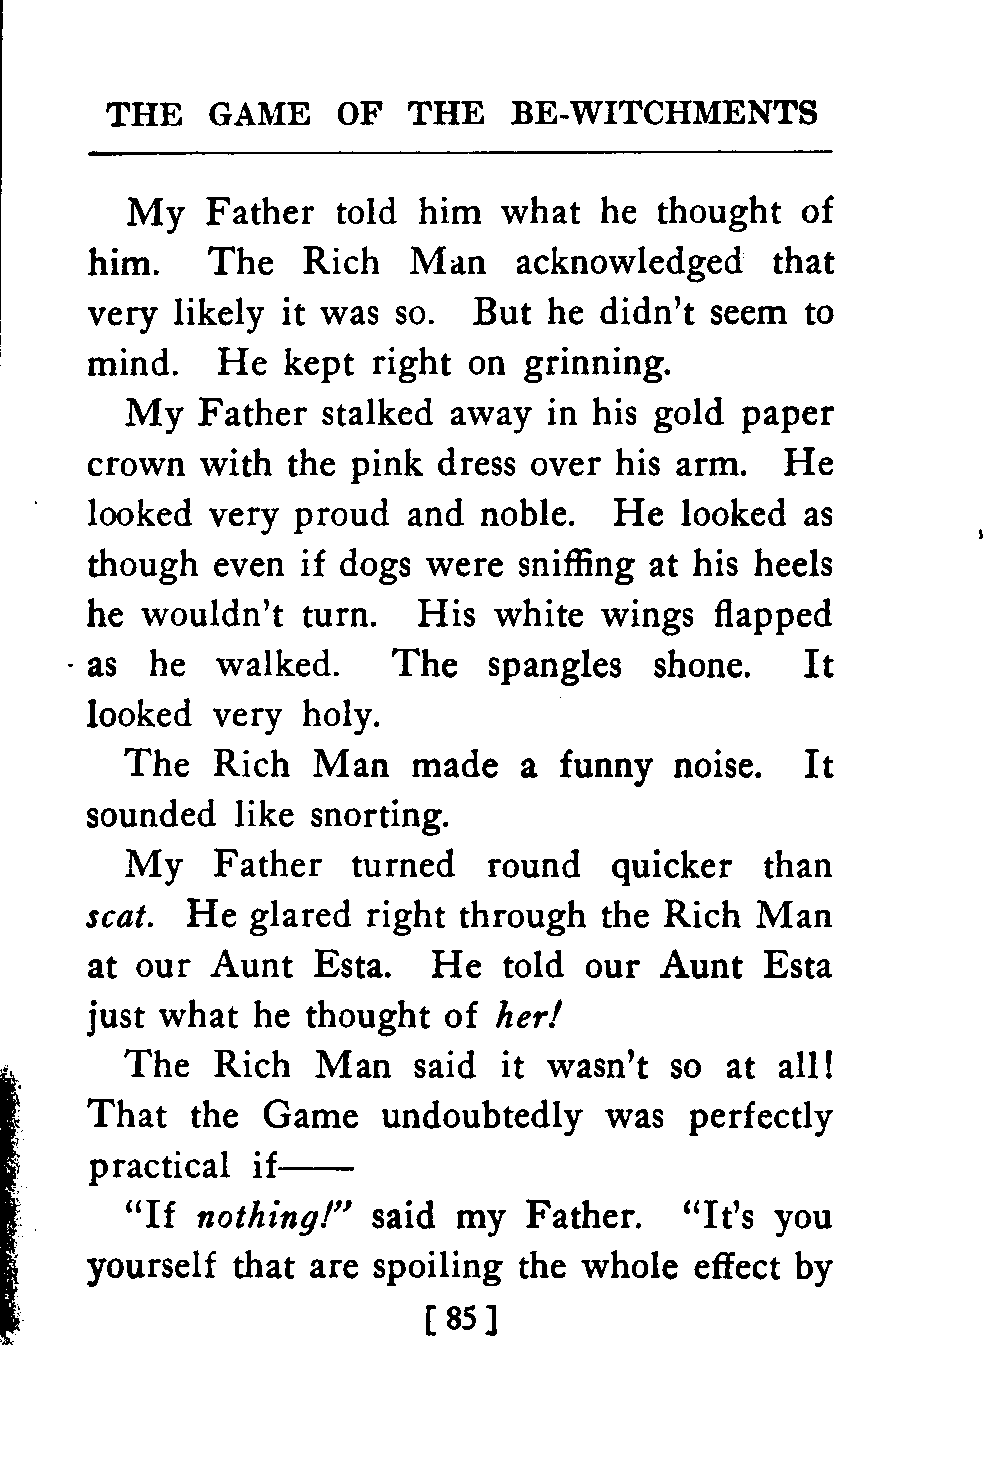 THE GAME OF THE BE-WITCHMENTS
My Father told him what he thought of
him. The Rich Man acknowledged that
very likely it was so. But he didn't seem to
mind. He kept right on grinning.
My Father stalked away in his gold paper
crown with the pink dress over his arm. He
looked very proud and noble. He looked as
though even if dogs were sniffing at his heels
he wouldn't turn. His white wings flapped
as he walked. The spangles shone. It
looked very holy.
The Rich Man made a funny noise. It
sounded like snorting.
My Father turned round quicker than
scat. He glared right through the Rich Man
at our Aunt Esta. He told our Aunt Esta
just what he thought of her!
The Rich Man said it wasn't so at all!
That the Game undoubtedly was perfectly
practical if——
"If nothing!" said my Father. "It's you
yourself that are spoiling the whole effect by
[ 85 ]